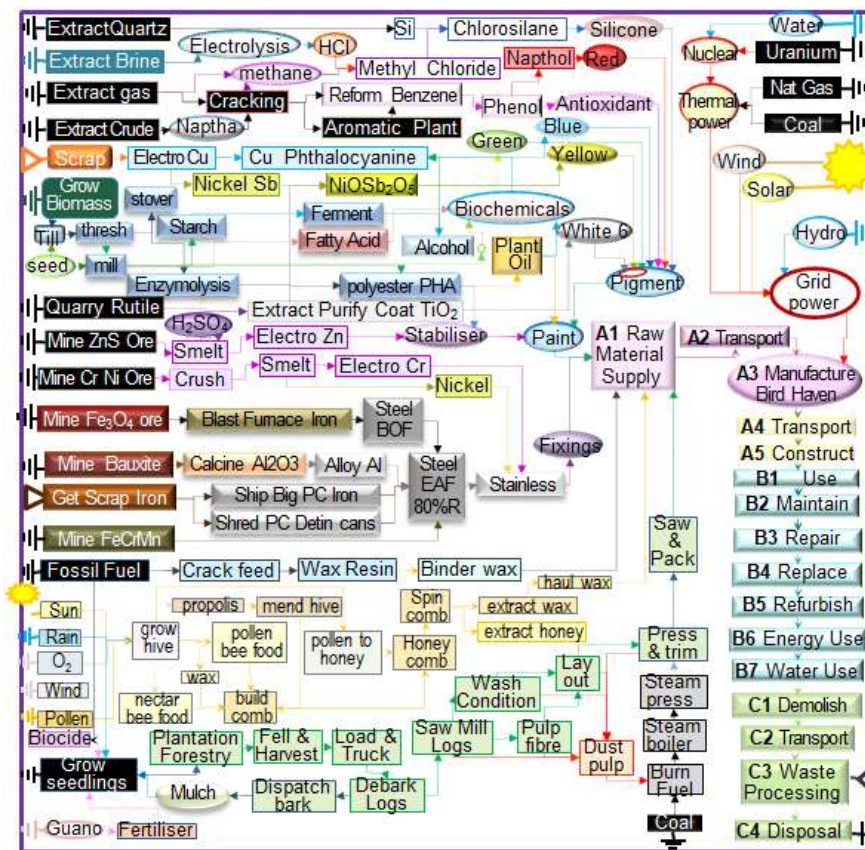 ExtractQuartz
Si
Chlorosilane
Silicone
Water
Extract Brine
Electrolysis
HCl
Napthol
Red
Nuclear
Uranium
Extract gas
methane
Methyl Chloride
Cracking
Reform Benzene
Phenol
Antioxidant
Thermal
power
Nat Gas
Coal
Extract Crude
Naptha
Aromatic Plant
Green
Blue
Scrap
Electro Cu
Cu Phthalocyanine
Yellow
Wind
Solar
Grow
Biomass
Nickel Sb
NiOSb₂O₅
stover
Starch
Ferment
Biochemicals
White 6
Till
thresh
Fatty Acid
Alcohol
Plant
Oil
Hydro
seed
mill
Enzymolysis
polyester PHA
Pigment
Grid
power
Quarry Rutile
Extract Purify Coat TiO₂
H₂SO₄
Mine ZnS Ore
Smelt
Electro Zn
Stabiliser
Paint
A1 Raw
Material
Supply
A2 Transport
Mine Cr Ni Ore
Crush
Smelt
Electro Cr
Nickel
A3 Manufacture
Bird Haven
Mine Fe₃O₄ ore
Blast Furnace Iron
Steel
BOF
Fixings
A4 Transport
A5 Construct
Mine Bauxite
Calcine Al2O3
Alloy Al
Steel
EAF
80%R
Stainless
B1 Use
Get Scrap Iron
Ship Big PC Iron
Shred PC Detin cans
B2 Maintain
Mine FeCrMn
Saw
& Pack
B3 Repair
Fossil Fuel
Crack feed
Wax Resin
Binder wax
haul wax
B4 Replace
Sun
propolis
mend hive
Spin
comb
extract wax
B5 Refurbish
Rain
grow
hive
pollen
bee food
pollen to
honey
Honey
comb
extract honey
Press
& trim
B6 Energy Use
O₂
wax
Lay
out
B7 Water Use
Wind
nectar
bee food
build
comb
Wash
Condition
Steam
press
Pollen
C1 Demolish
Biocide
Plantation
Forestry
Fell &
Harvest
Load &
Truck
Saw Mill
Logs
Pulp
fibre
Dust
pulp
Steam
boiler
C2 Transport
Grow
seedlings
Mulch
Dispatch
bark
Debark
Logs
Burn
Fuel
C3 Waste
Processing
Guano
Fertiliser
Coal
C4 Disposal